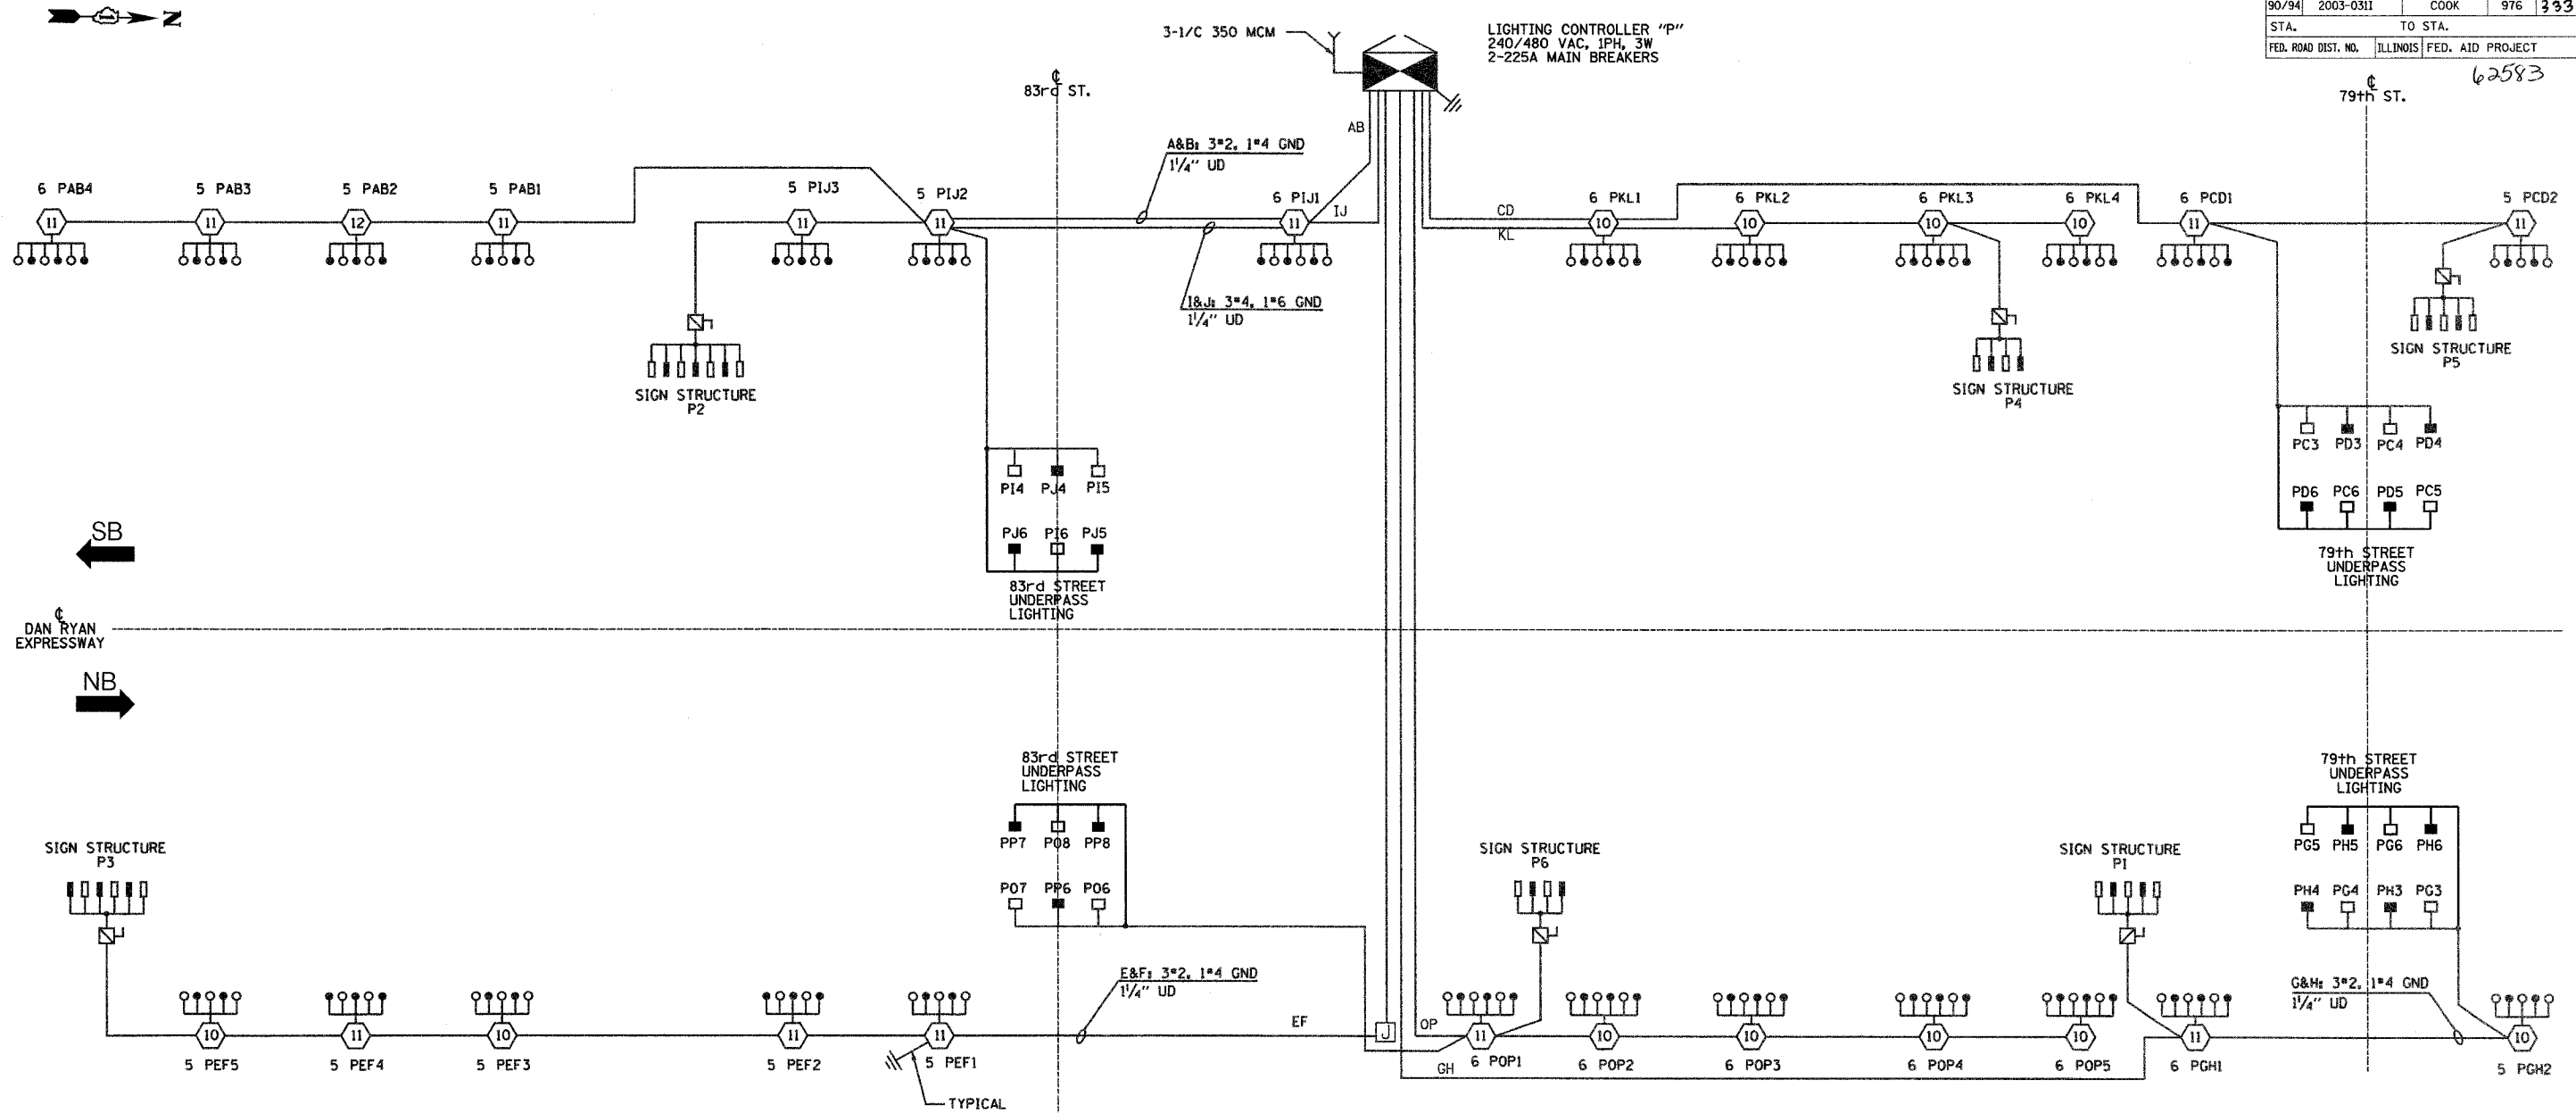 N
90/94 2003-031I COOK 976 333
STA. TO STA.
FED. ROAD DIST. NO. ILLINOIS FED. AID PROJECT
62583
3-1/C 350 MCM
LIGHTING CONTROLLER "P"
240/480 VAC, 1PH, 3W
2-225A MAIN BREAKERS
℄
83rd ST.
℄
79th ST.
AB
A&B: 3#2, 1#4 GND
1 1/4" UD
6 PAB4
5 PAB3
5 PAB2
5 PAB1
5 PIJ3
5 PIJ2
6 PIJ1
6 PKL1
6 PKL2
6 PKL3
6 PKL4
6 PCD1
5 PCD2
11
11
12
11
11
11
11
10
10
10
10
11
11
IJ
CD
KL
I&J: 3#4, 1#6 GND
1 1/4" UD
SIGN STRUCTURE
P2
SIGN STRUCTURE
P4
SIGN STRUCTURE
P5
PC3 PD3 PC4 PD4
PD6 PC6 PD5 PC5
79th STREET
UNDERPASS
LIGHTING
PI4 PJ4 PI5
PJ6 PI6 PJ5
83rd STREET
UNDERPASS
LIGHTING
SB
℄
DAN RYAN
EXPRESSWAY
NB
83rd STREET
UNDERPASS
LIGHTING
PP7 PO8 PP8
PO7 PP6 PO6
79th STREET
UNDERPASS
LIGHTING
PG5 PH5 PG6 PH6
PH4 PG4 PH3 PG3
SIGN STRUCTURE
P3
SIGN STRUCTURE
P6
SIGN STRUCTURE
P1
E&F: 3#2, 1#4 GND
1 1/4" UD
G&H: 3#2, 1#4 GND
1 1/4" UD
EF
J
OP
GH
10
11
10
11
11
11
10
10
10
10
11
10
5 PEF5
5 PEF4
5 PEF3
5 PEF2
5 PEF1
6 POP1
6 POP2
6 POP3
6 POP4
6 POP5
6 PGH1
5 PGH2
TYPICAL